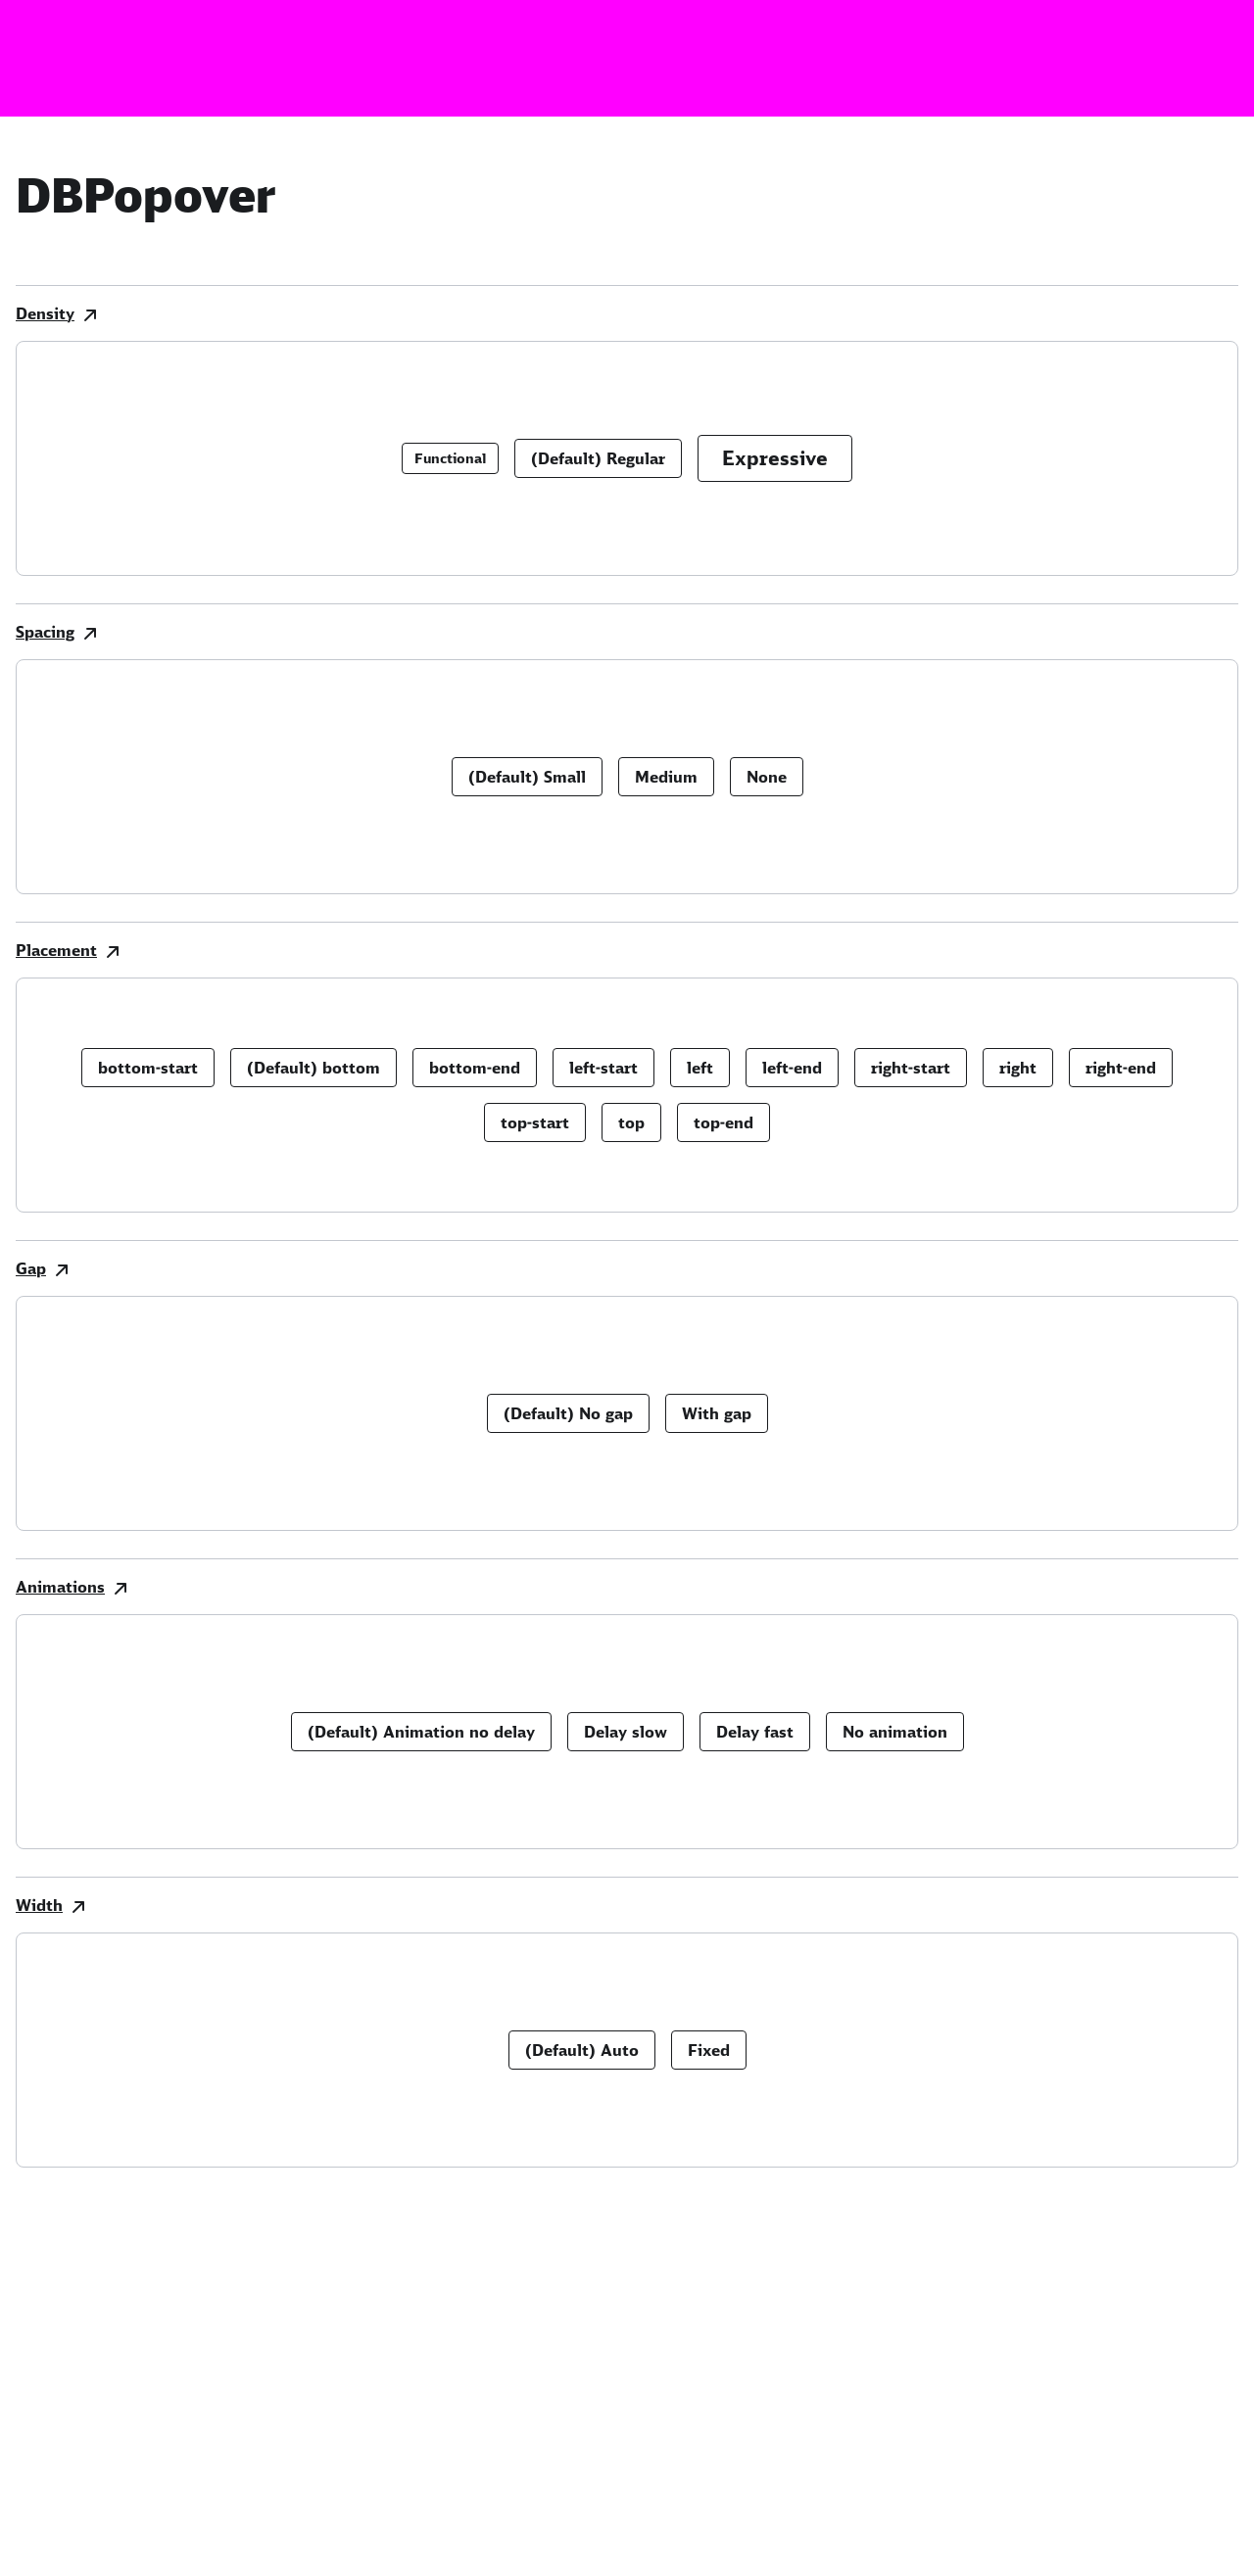 DBPopover
Density
Functional (Default) Regular Expressive
Spacing
(Default) Small Medium None
Placement
bottom-start (Default) bottom bottom-end left-start left left-end right-start right right-end
top-start top top-end
Gap
(Default) No gap With gap
Animations
(Default) Animation no delay Delay slow Delay fast No animation
Width
(Default) Auto Fixed